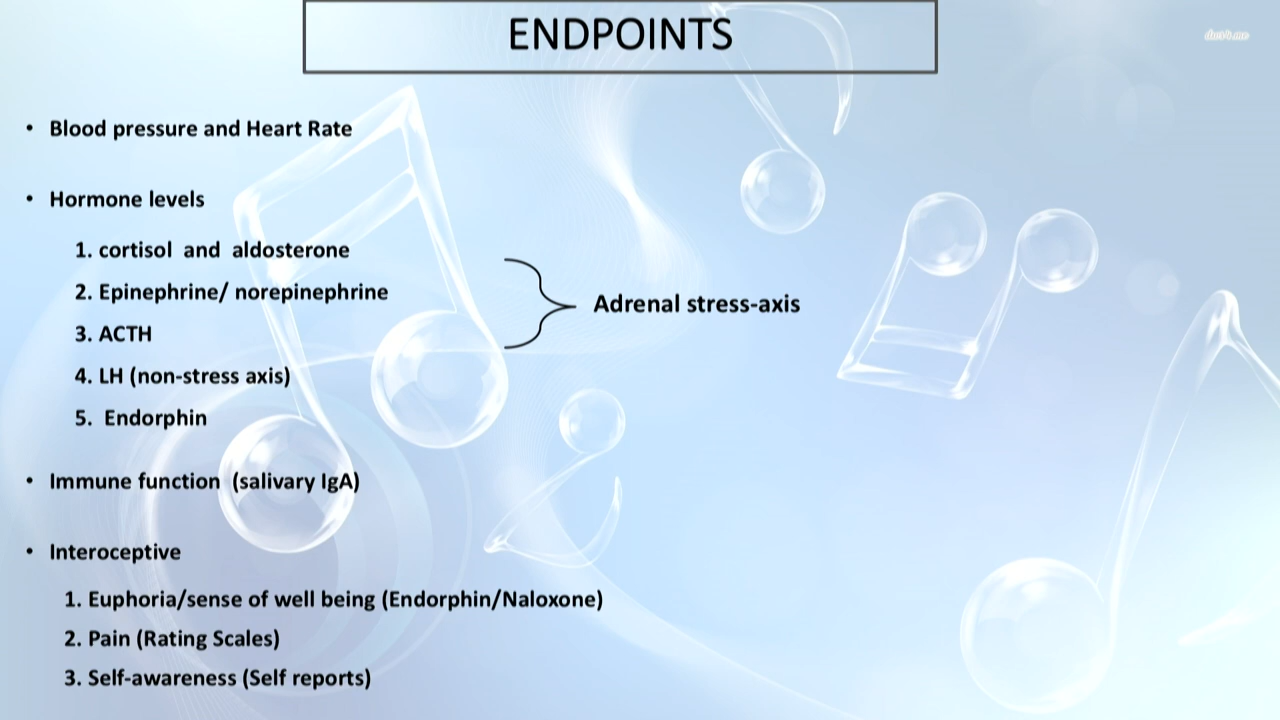 ENDPOINTS
• Blood pressure and Heart Rate
• Hormone levels
1. cortisol and aldosterone
2. Epinephrine/ norepinephrine
3. ACTH
Adrenal stress-axis
4. LH (non-stress axis)
5. Endorphin
• Immune function (salivary IgA)
• Interoceptive
1. Euphoria/sense of well being (Endorphin/Naloxone)
2. Pain (Rating Scales)
3. Self-awareness (Self reports)